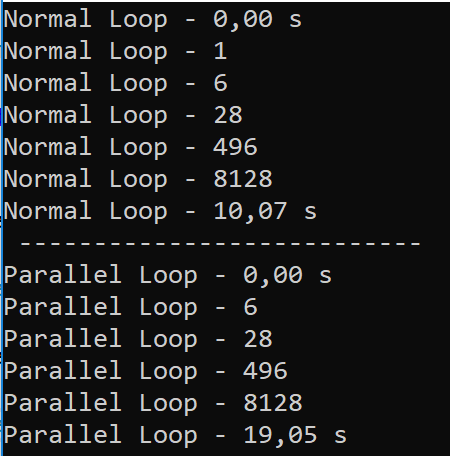 Normal Loop - 0,00 s
Normal Loop - 1
Normal Loop - 6
Normal Loop - 28
Normal Loop - 496
Normal Loop - 8128
Normal Loop - 10,07 s
---------------------------
Parallel Loop - 0,00 s
Parallel Loop - 6
Parallel Loop - 28
Parallel Loop - 496
Parallel Loop - 8128
Parallel Loop - 19,05 s